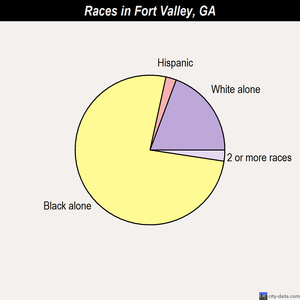 Races in Fort Valley, GA
Hispanic
White alone
2 or more races
Black alone
city-data.com